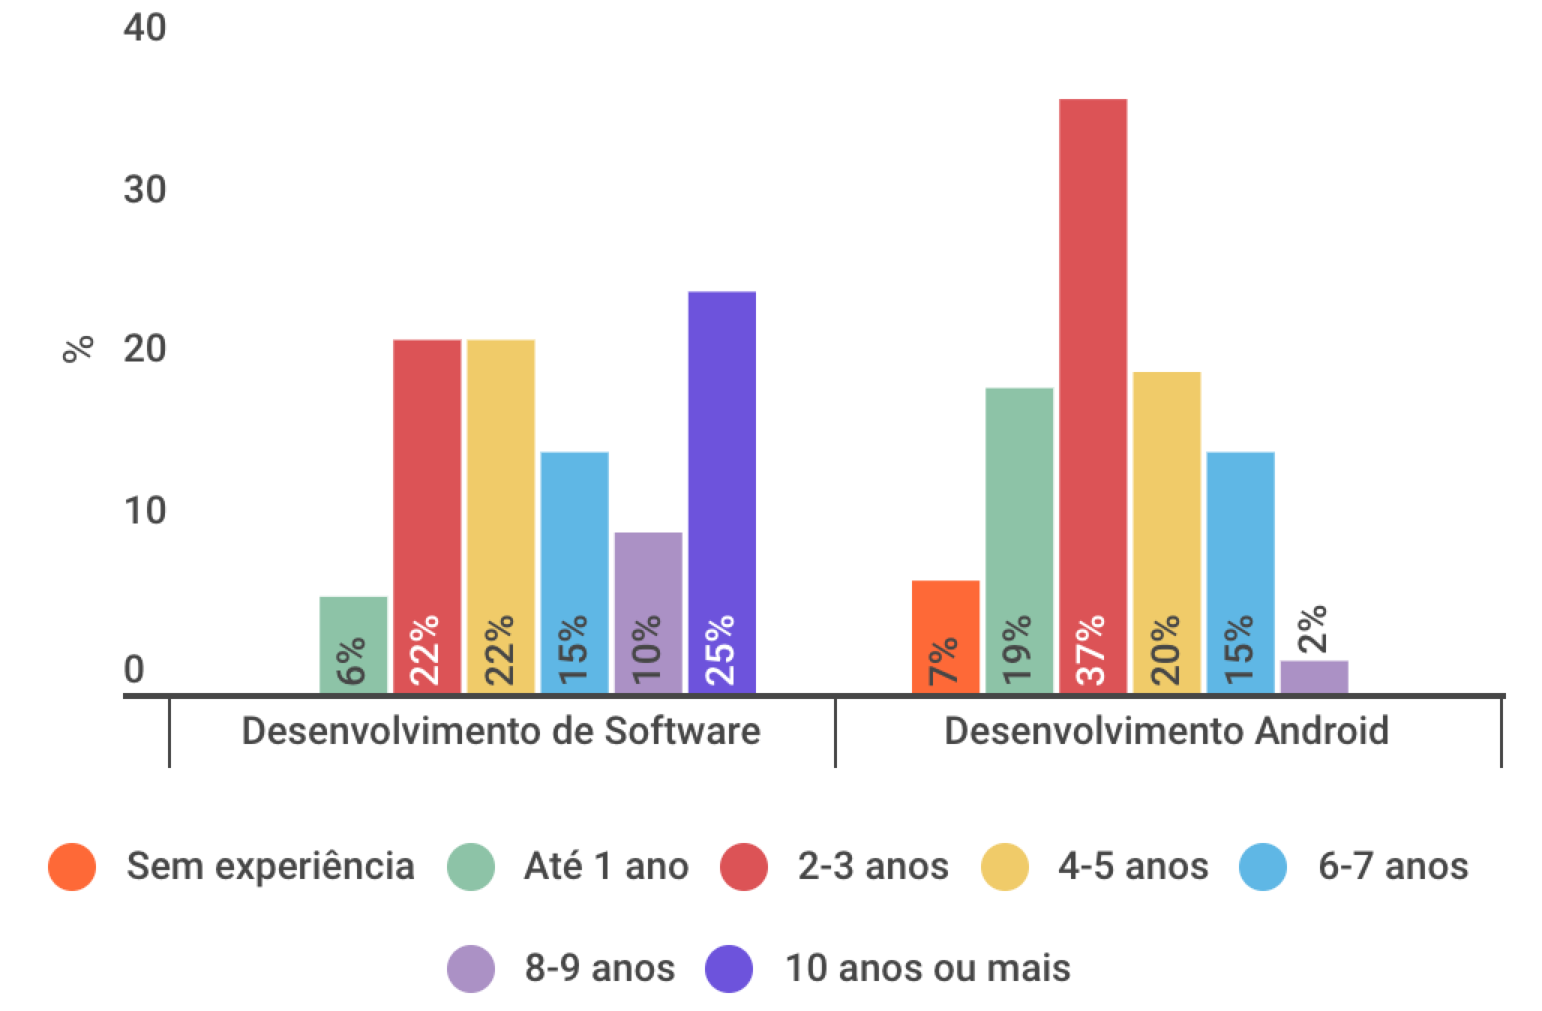 40
30
%
20
10
0
6%
22%
22%
15%
10%
25%
7%
19%
37%
20%
15%
2%
Desenvolvimento de Software
Desenvolvimento Android
Sem experiência
Até 1 ano
2-3 anos
4-5 anos
6-7 anos
8-9 anos
10 anos ou mais